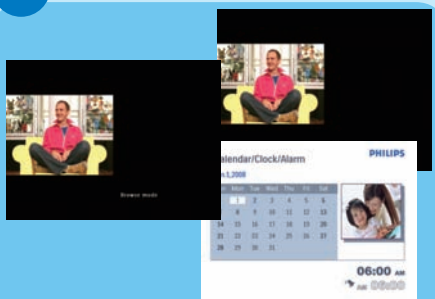 Browse mode
alendar/Clock/Alarm
PHILIPS
1,2008
Mon Tue Wed Thu Fri Sat
1 2 3 4 5 6
8 9 10 11 12 13
14 15 16 17 18 19 20
21 22 23 24 25 26 27
28 29 30 31
06:00 AM
AM 06:00